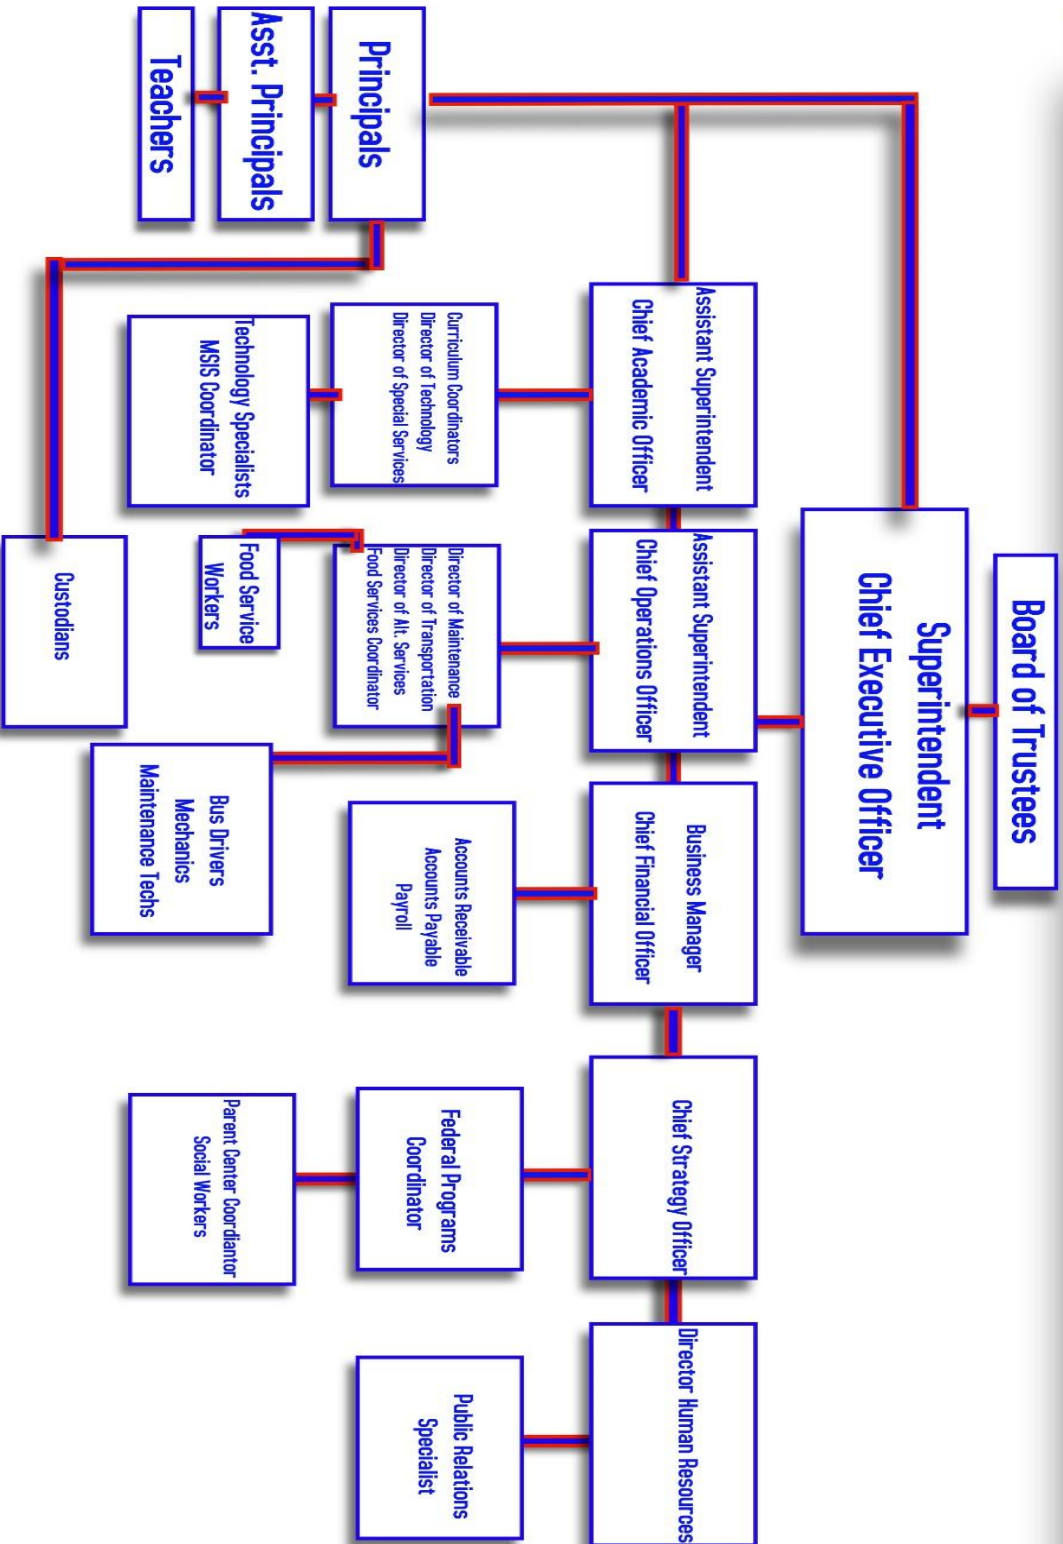 Board of Trustees
Superintendent
Chief Executive Officer
Assistant Superintendent
Chief Academic Officer
Assistant Superintendent
Chief Operations Officer
Business Manager
Chief Financial Officer
Chief Strategy Officer
Director Human Resources
Principals
Asst. Principals
Teachers
Curriculum Coordinators
Director of Technology
Director of Special Services
Technology Specialists
MSIS Coordinator
Director of Maintenance
Director of Transportation
Director of Alt. Services
Food Services Coordinator
Food Service
Workers
Custodians
Bus Drivers
Mechanics
Maintenance Techs
Accounts Receivable
Accounts Payable
Payroll
Federal Programs
Coordinator
Parent Center Coordiantor
Social Workers
Public Relations
Specialist